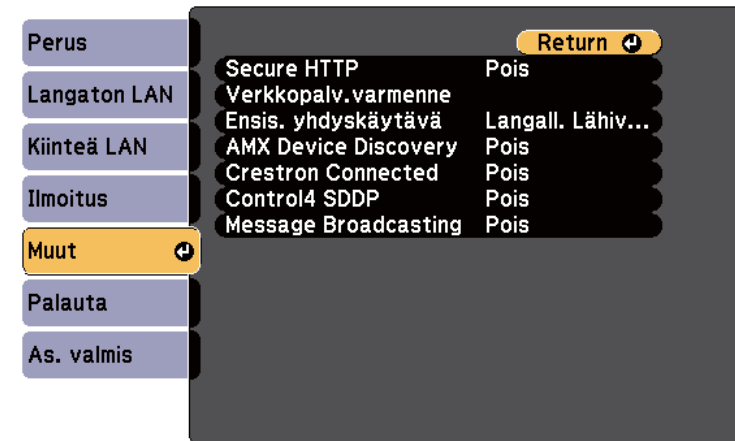 Perus
Langaton LAN
Kiinteä LAN
Ilmoitus
Muut
Palauta
As. valmis
Return
Secure HTTP Pois
Verkkopalv.varmenne
Ensis. yhdyskäytävä Langall. Lähiv...
AMX Device Discovery Pois
Crestron Connected Pois
Control4 SDDP Pois
Message Broadcasting Pois